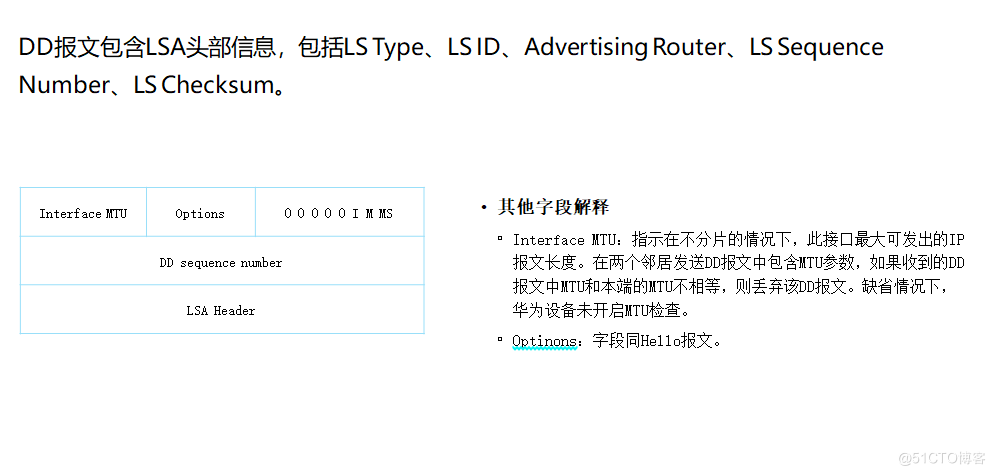 DD报文包含LSA头部信息，包括LS Type、LS ID、Advertising Router、LS Sequence
Number、LS Checksum。
Interface MTU
Options
0 0 0 0 0 I M MS
DD sequence number
LSA Header
• 其他字段解释
▫ Interface MTU：指示在不分片的情况下，此接口最大可发出的IP
报文长度。在两个邻居发送DD报文中包含MTU参数，如果收到的DD
报文中MTU和本端的MTU不相等，则丢弃该DD报文。缺省情况下，
华为设备未开启MTU检查。
▫ Optinons：字段同Hello报文。
@51CTO博客